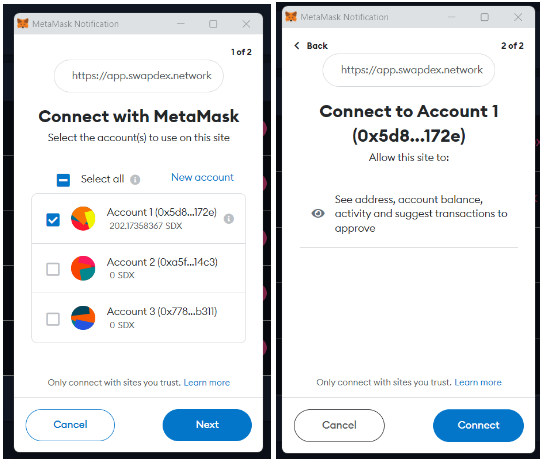 MetaMask Notification
1 of 2
https://app.swapdex.network
Connect with MetaMask
Select the account(s) to use on this site
Select all
New account
Account 1 (0x5d8...172e)
202.17358367 SDX
Account 2 (0xa5f...14c3)
0 SDX
Account 3 (0x778...b311)
0 SDX
Only connect with sites you trust. Learn more
Cancel
Next
MetaMask Notification
Back
2 of 2
https://app.swapdex.network
Connect to Account 1
(0x5d8...172e)
Allow this site to:
See address, account balance,
activity and suggest transactions to
approve
Only connect with sites you trust. Learn more
Cancel
Connect